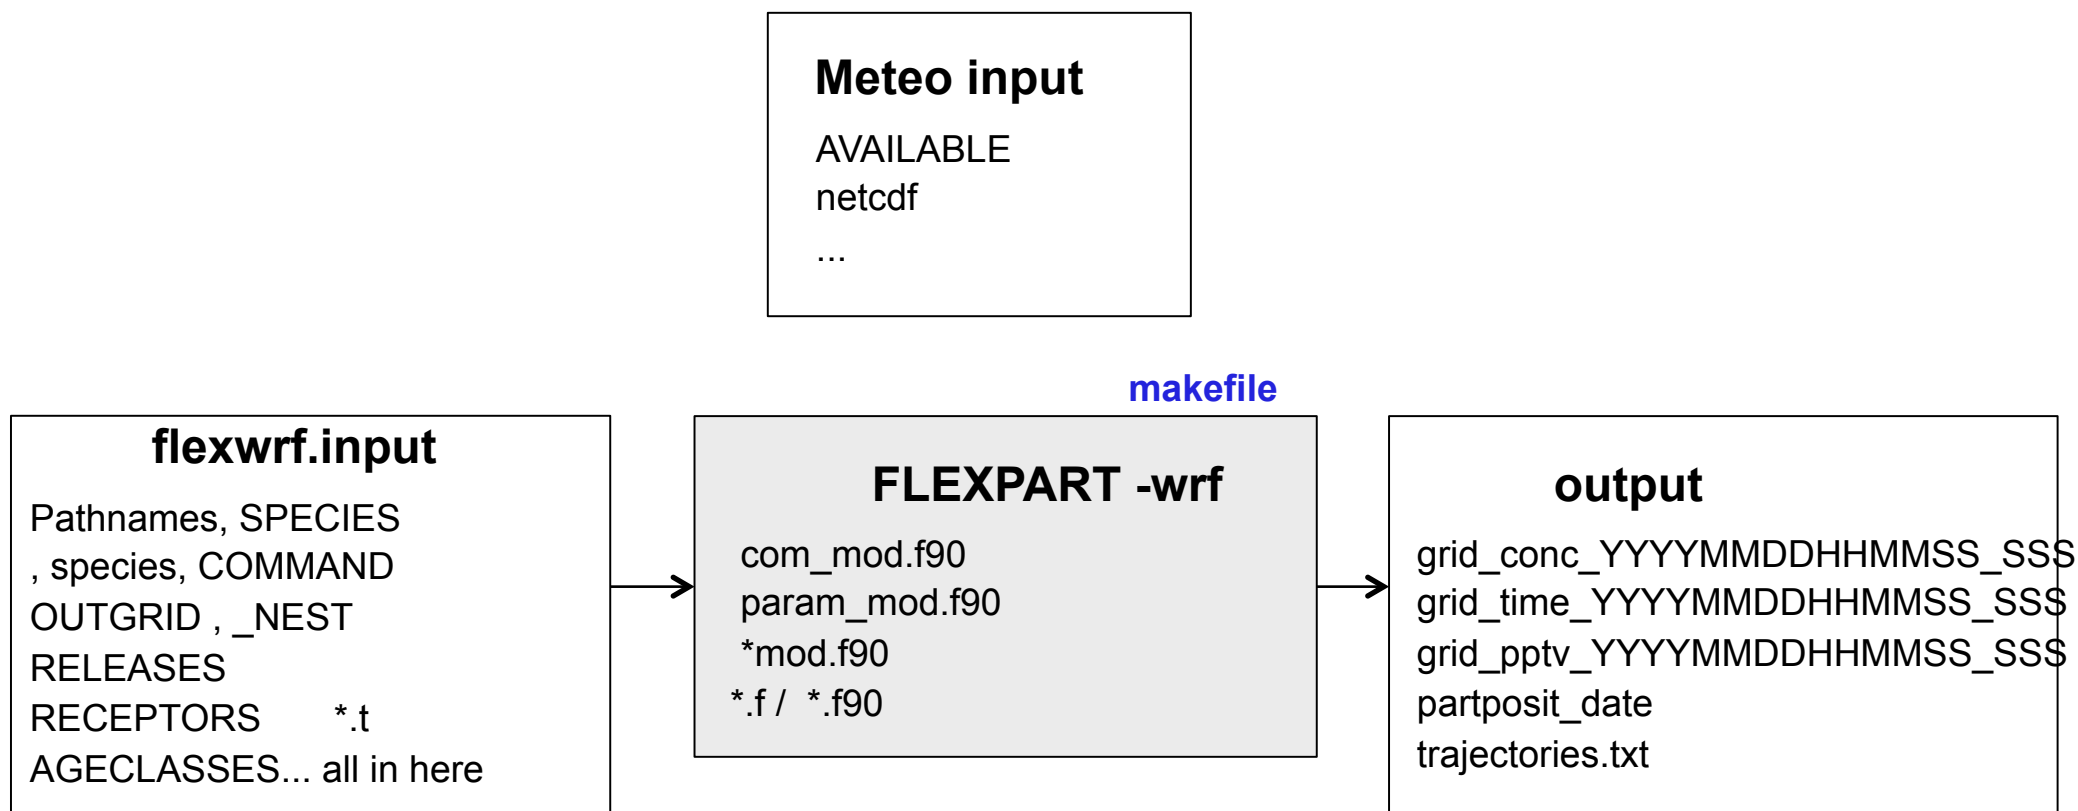 Meteo input
AVAILABLE
netcdf
...
makefile
flexwrf.input
Pathnames, SPECIES
, species, COMMAND
OUTGRID , _NEST
RELEASES
RECEPTORS *.t
AGECLASSES... all in here
FLEXPART -wrf
com_mod.f90
param_mod.f90
*mod.f90
*.f / *.f90
output
grid_conc_YYYYMMDDHHMMSS_SSS
grid_time_YYYYMMDDHHMMSS_SSS
grid_pptv_YYYYMMDDHHMMSS_SSS
partposit_date
trajectories.txt